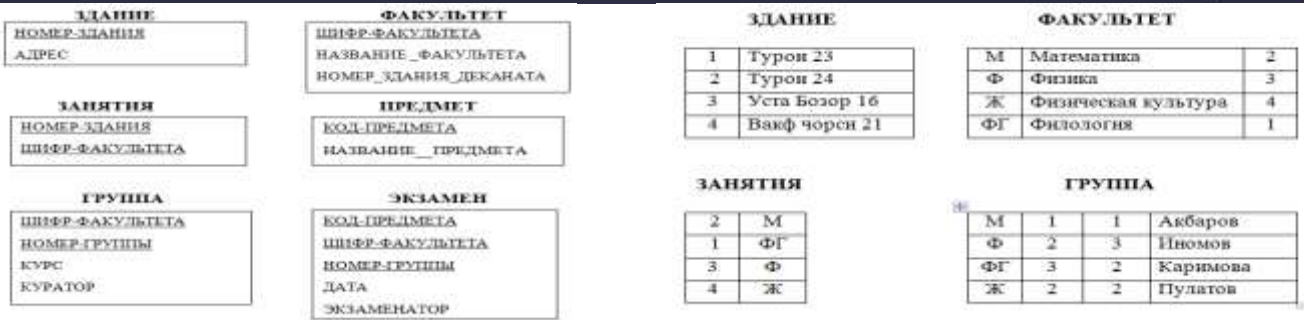 ЗДАНИЕ
НОМЕР-ЗДАНИЯ
АДРЕС
ФАКУЛЬТЕТ
ШИФР-ФАКУЛЬТЕТА
НАЗВАНИЕ_ФАКУЛЬТЕТА
НОМЕР_ЗДАНИЯ_ДЕКАНАТА
ЗАНЯТИЯ
НОМЕР-ЗДАНИЯ
ШИФР-ФАКУЛЬТЕТА
ПРЕДМЕТ
КОД-ПРЕДМЕТА
НАЗВАНИЕ__ПРЕДМЕТА
ГРУППА
ШИФР-ФАКУЛЬТЕТА
НОМЕР-ГРУППЫ
КУРС
КУРАТОР
ЭКЗАМЕН
КОД-ПРЕДМЕТА
ШИФР-ФАКУЛЬТЕТА
НОМЕР-ГРУППЫ
ДАТА
ЭКЗАМЕНАТОР
ЗДАНИЕ
1 Турон 23
2 Турон 24
3 Уста Бозор 16
4 Вакф чорси 21
ФАКУЛЬТЕТ
М Математика 2
Ф Физика 3
Ж Физическая культура 4
ФГ Филология 1
ЗАНЯТИЯ
2 М
1 ФГ
3 Ф
4 Ж
ГРУППА
М 1 1 Акбаров
Ф 2 3 Иномов
ФГ 3 2 Каримова
Ж 2 2 Пулатов